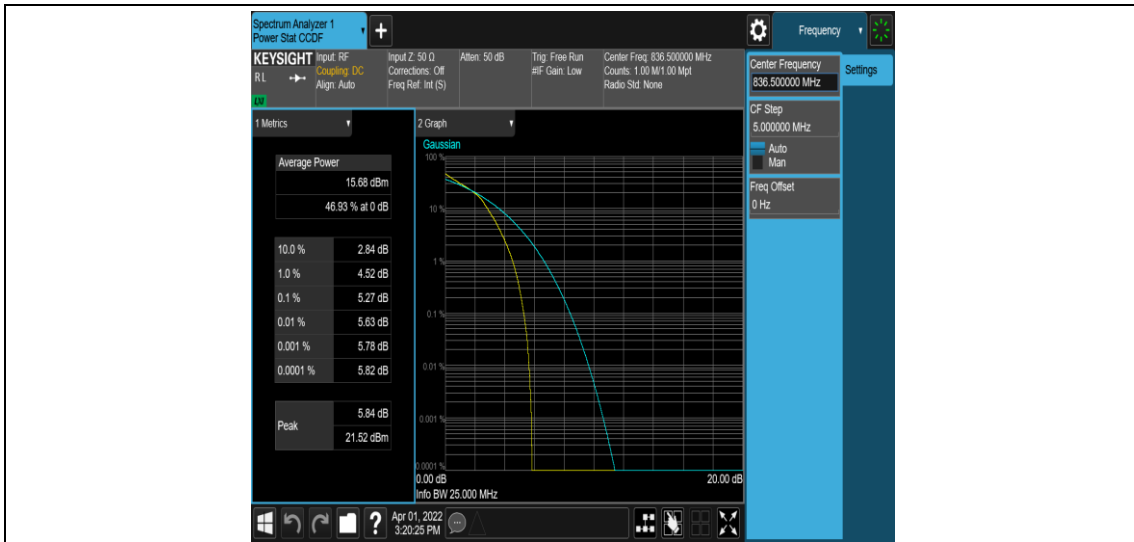 Spectrum Analyzer 1
Power Stat CCDF
+
Frequency
KEYSIGHT
RL
LXI
Input: RF
Coupling: DC
Align: Auto
Input Z: 50 Ω
Corrections: Off
Freq Ref: Int (S)
Atten: 50 dB
Trig: Free Run
#IF Gain: Low
Center Freq: 836.500000 MHz
Counts: 1.00 M/1.00 Mpt
Radio Std: None
Center Frequency
836.500000 MHz
Settings
CF Step
5.000000 MHz
Auto
Man
Freq Offset
0 Hz
1 Metrics
Average Power
15.68 dBm
46.93 % at 0 dB
10.0 % 2.84 dB
1.0 % 4.52 dB
0.1 % 5.27 dB
0.01 % 5.63 dB
0.001 % 5.78 dB
0.0001 % 5.82 dB
Peak 5.84 dB
21.52 dBm
2 Graph
Gaussian
100 %
10 %
1 %
0.1 %
0.01 %
0.001 %
0.0001 %
0.00 dB 20.00 dB
Info BW 25.000 MHz
?
Apr 01, 2022
3:20:25 PM